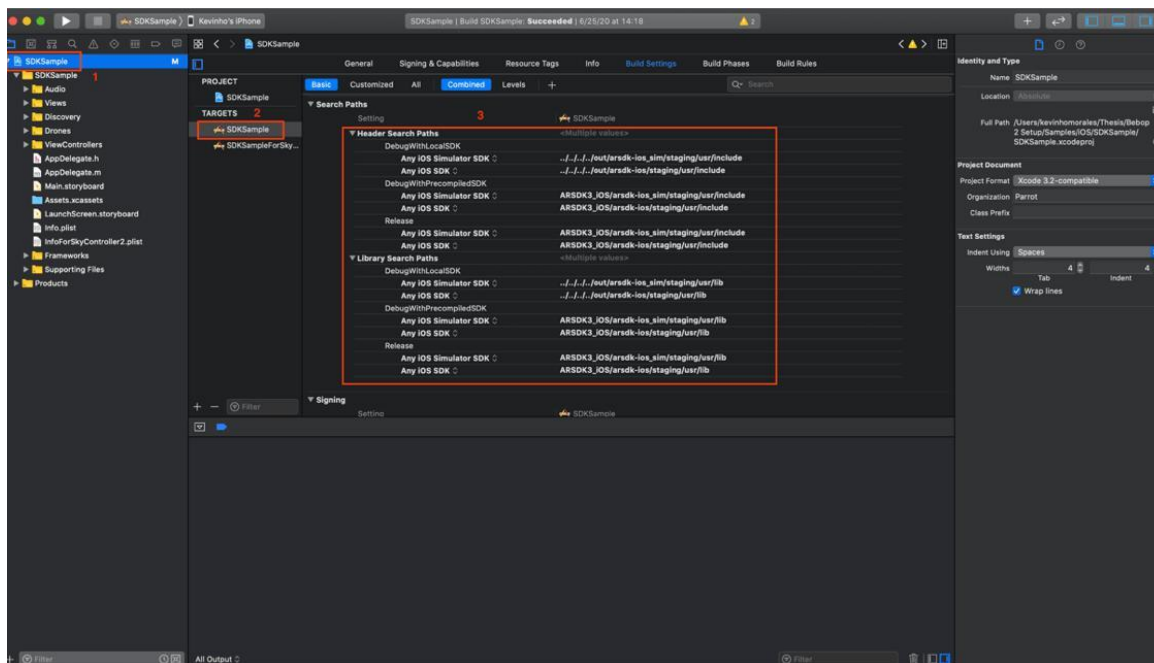 SDKSample
Kevinho's iPhone
SDKSample | Build SDKSample: Succeeded | 6/25/20 at 14:18
2
SDKSample M
1
SDKSample
Audio
Views
Discovery
Drones
ViewControllers
AppDelegate.h
AppDelegate.m
Main.storyboard
Assets.xcassets
LaunchScreen.storyboard
Info.plist
InfoForSkyController2.plist
Frameworks
Supporting Files
Products
Filter
SDKSample
General Signing & Capabilities Resource Tags Info Build Settings Build Phases Build Rules
PROJECT
SDKSample
TARGETS 2
SDKSample
SDKSampleForSky...
Filter
Basic Customized All Combined Levels + Search
Search Paths
Setting 3 SDKSample
Header Search Paths <Multiple values>
DebugWithLocalSDK
Any iOS Simulator SDK ../../../../out/arsdk-ios_sim/staging/usr/include
Any iOS SDK ../../../../out/arsdk-ios/staging/usr/include
DebugWithPrecompiledSDK
Any iOS Simulator SDK ARSDK3_iOS/arsdk-ios_sim/staging/usr/include
Any iOS SDK ARSDK3_iOS/arsdk-ios/staging/usr/include
Release
Any iOS Simulator SDK ARSDK3_iOS/arsdk-ios_sim/staging/usr/include
Any iOS SDK ARSDK3_iOS/arsdk-ios/staging/usr/include
Library Search Paths <Multiple values>
DebugWithLocalSDK
Any iOS Simulator SDK ../../../../out/arsdk-ios_sim/staging/usr/lib
Any iOS SDK ../../../../out/arsdk-ios/staging/usr/lib
DebugWithPrecompiledSDK
Any iOS Simulator SDK ARSDK3_iOS/arsdk-ios_sim/staging/usr/lib
Any iOS SDK ARSDK3_iOS/arsdk-ios/staging/usr/lib
Release
Any iOS Simulator SDK ARSDK3_iOS/arsdk-ios_sim/staging/usr/lib
Any iOS SDK ARSDK3_iOS/arsdk-ios/staging/usr/lib
Signing
Setting SDKSample
All Output
Filter
Identity and Type
Name SDKSample
Location Absolute
Full Path /Users/kevinhomorales/Thesis/Bebop
2 Setup/Samples/iOS/SDKSample/
SDKSample.xcodeproj
Project Document
Project Format Xcode 3.2-compatible
Organization Parrot
Class Prefix
Text Settings
Indent Using Spaces
Widths 4 4
Tab Indent
Wrap lines